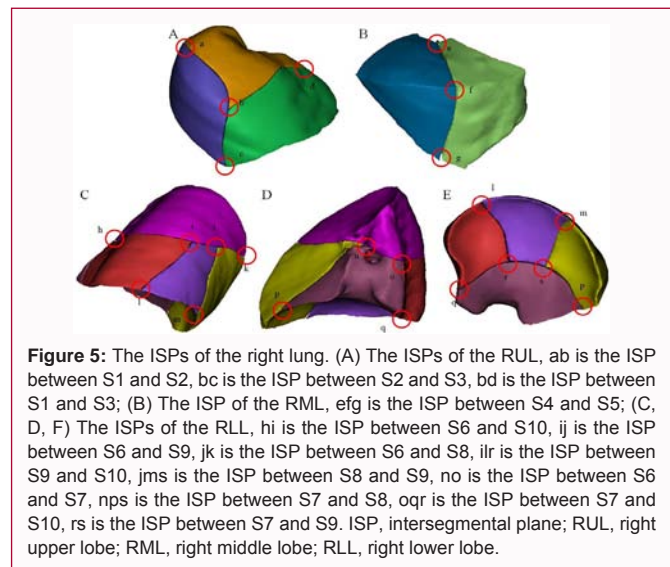 A
B
a
b
c
d
e
f
g
C
D
E
h
i
k
l
m
n
o
p
q
r
s
p
q
Figure 5: The ISPs of the right lung. (A) The ISPs of the RUL, ab is the ISP
between S1 and S2, bc is the ISP between S2 and S3, bd is the ISP between
S1 and S3; (B) The ISP of the RML, efg is the ISP between S4 and S5; (C,
D, F) The ISPs of the RLL, hi is the ISP between S6 and S10, ij is the ISP
between S6 and S9, jk is the ISP between S6 and S8, ilr is the ISP between
S9 and S10, jms is the ISP between S8 and S9, no is the ISP between S6
and S7, nps is the ISP between S7 and S8, oqr is the ISP between S7 and
S10, rs is the ISP between S7 and S9. ISP, intersegmental plane; RUL, right
upper lobe; RML, right middle lobe; RLL, right lower lobe.